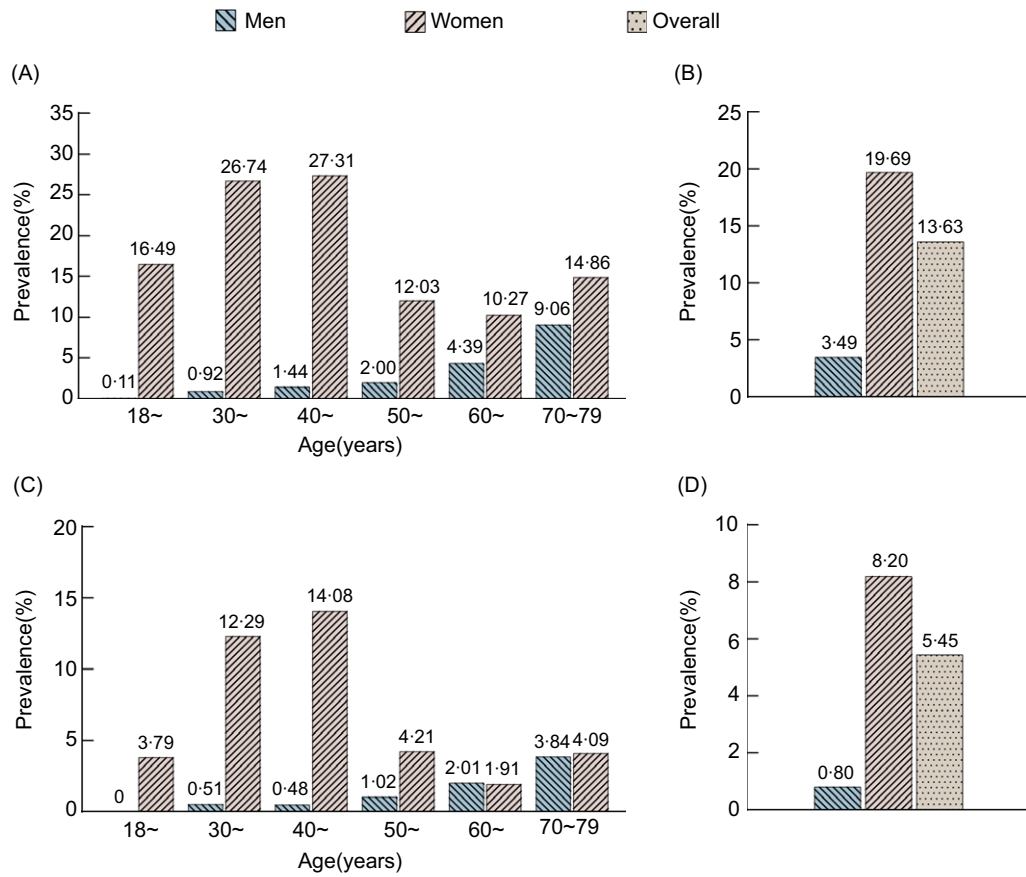 Men Women Overall
(A)
Prevalence(%)
35
30
25
20
15
10
5
0
0·11 16·49 0·92 26·74 1·44 27·31 2·00 12·03 4·39 10·27 9·06 14·86
18~ 30~ 40~ 50~ 60~ 70~79
Age(years)
(B)
Prevalence(%)
25
20
15
10
5
0
3·49 19·69 13·63
(C)
Prevalence(%)
20
15
10
5
0
0 3·79 0·51 12·29 0·48 14·08 1·02 4·21 2·01 1·91 3·84 4·09
18~ 30~ 40~ 50~ 60~ 70~79
Age(years)
(D)
Prevalence(%)
10
8
6
4
2
0
0·80 8·20 5·45